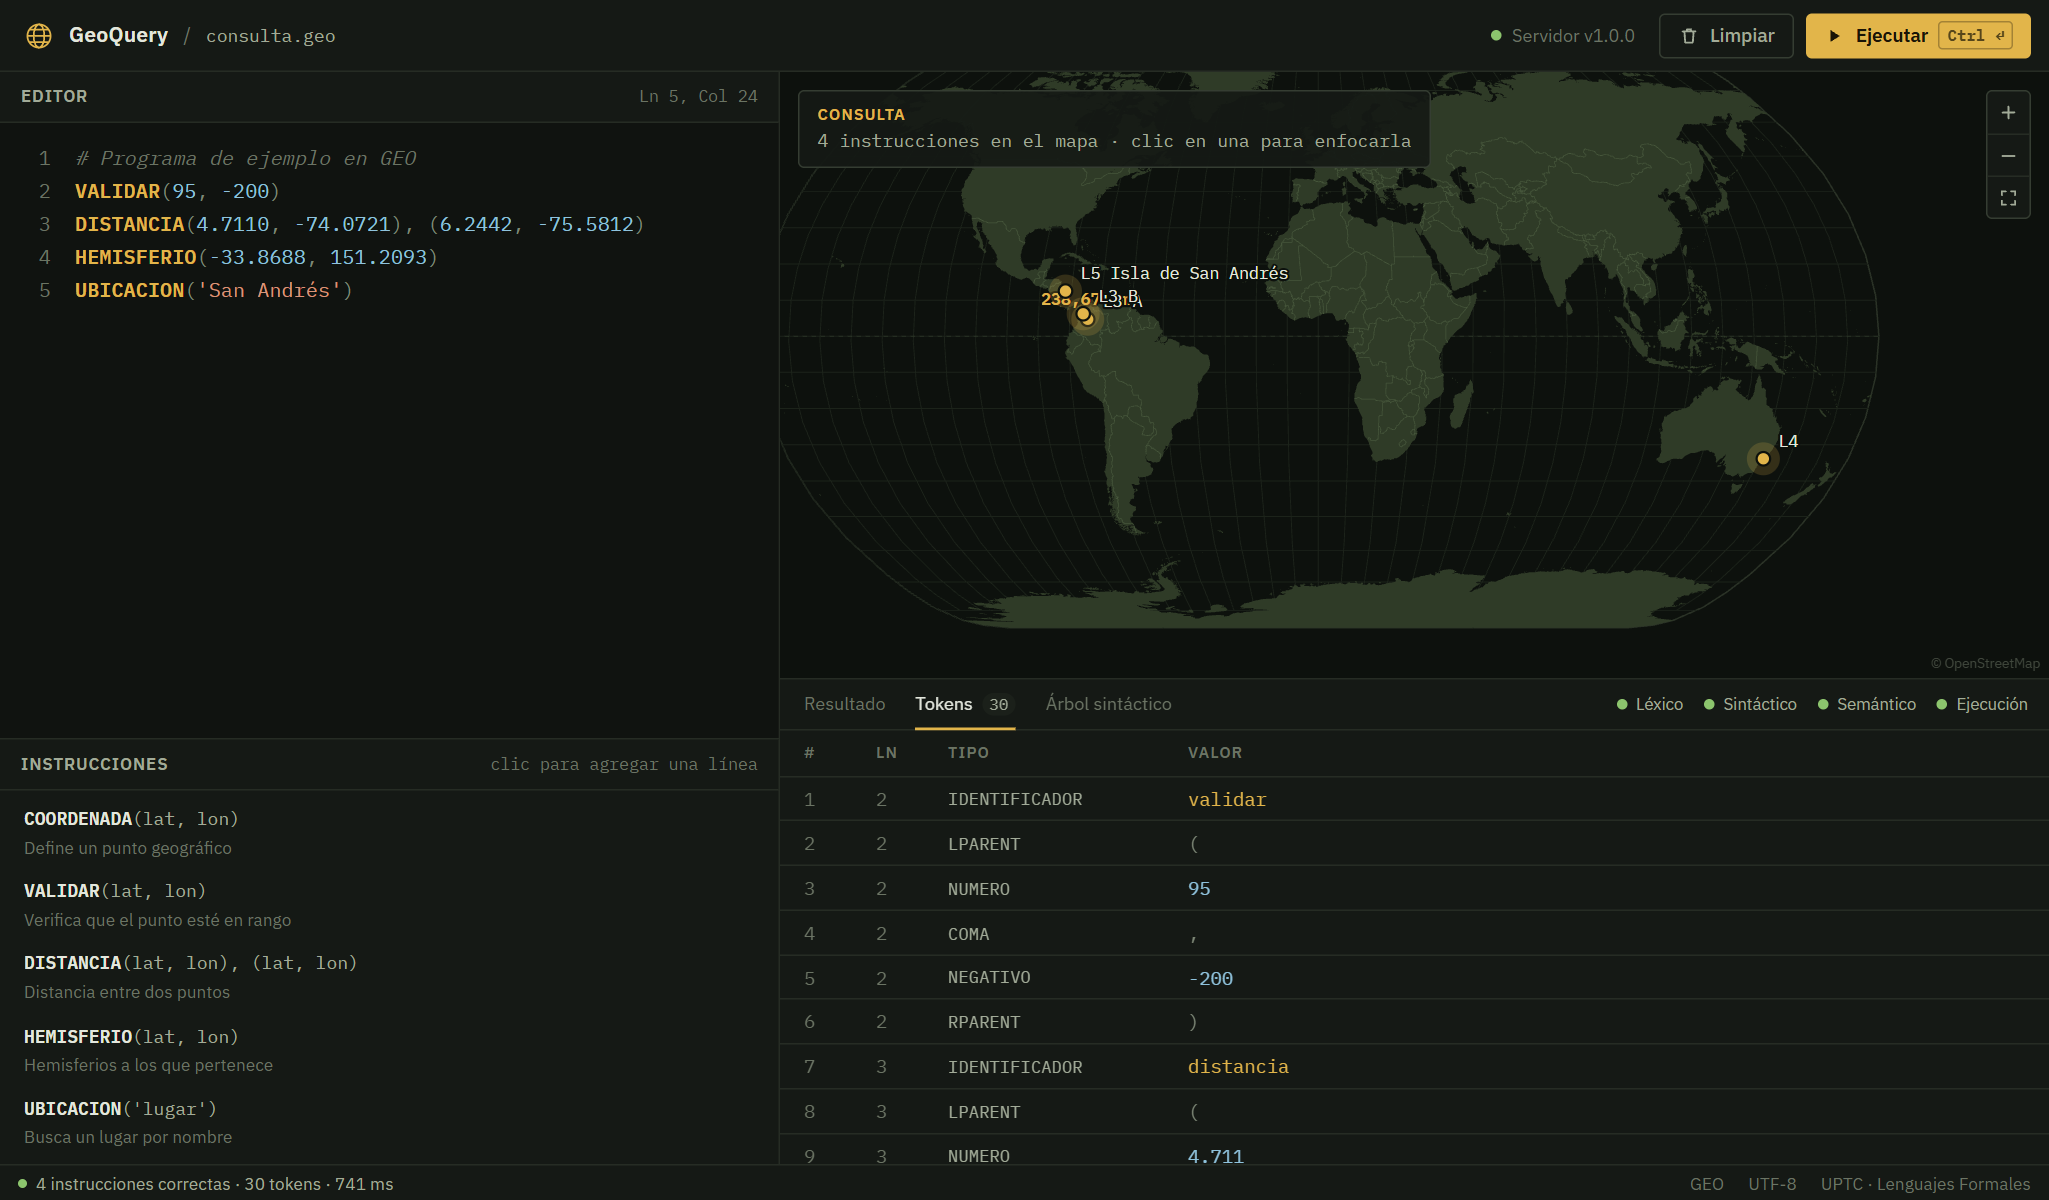 GeoQuery / consulta.geo
Servidor v1.0.0
Limpiar
Ejecutar Ctrl ⏎
EDITOR
Ln 5, Col 24
1 # Programa de ejemplo en GEO
2 VALIDAR(95, -200)
3 DISTANCIA(4.7110, -74.0721), (6.2442, -75.5812)
4 HEMISFERIO(-33.8688, 151.2093)
5 UBICACION('San Andrés')
INSTRUCCIONES
clic para agregar una línea
COORDENADA(lat, lon)
Define un punto geográfico
VALIDAR(lat, lon)
Verifica que el punto esté en rango
DISTANCIA(lat, lon), (lat, lon)
Distancia entre dos puntos
HEMISFERIO(lat, lon)
Hemisferios a los que pertenece
UBICACION('lugar')
Busca un lugar por nombre
CONSULTA
4 instrucciones en el mapa · clic en una para enfocarla
+
−
L5 Isla de San Andrés
L3·B
L4
© OpenStreetMap
Resultado
Tokens 30
Árbol sintáctico
Léxico
Sintáctico
Semántico
Ejecución
# LN TIPO VALOR
1 2 IDENTIFICADOR validar
2 2 LPARENT (
3 2 NUMERO 95
4 2 COMA ,
5 2 NEGATIVO -200
6 2 RPARENT )
7 3 IDENTIFICADOR distancia
8 3 LPARENT (
9 3 NUMERO 4.711
4 instrucciones correctas · 30 tokens · 741 ms
GEO
UTF-8
UPTC · Lenguajes Formales